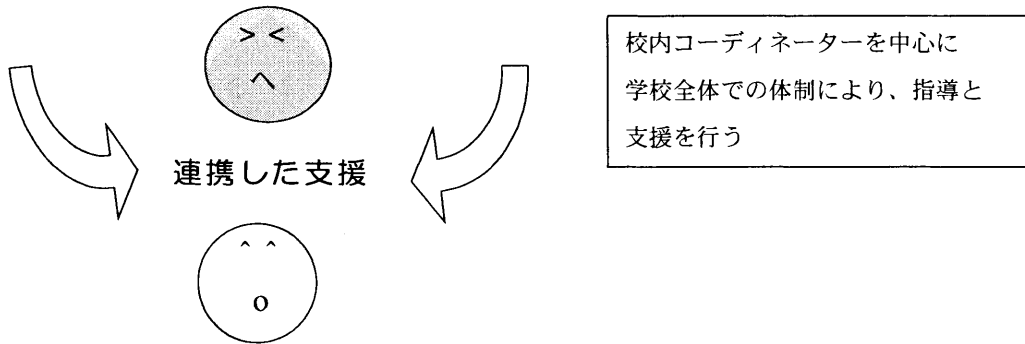 > <
へ
連携した支援
^ ^
o
校内コーディネーターを中心に
学校全体での体制により、指導と
支援を行う